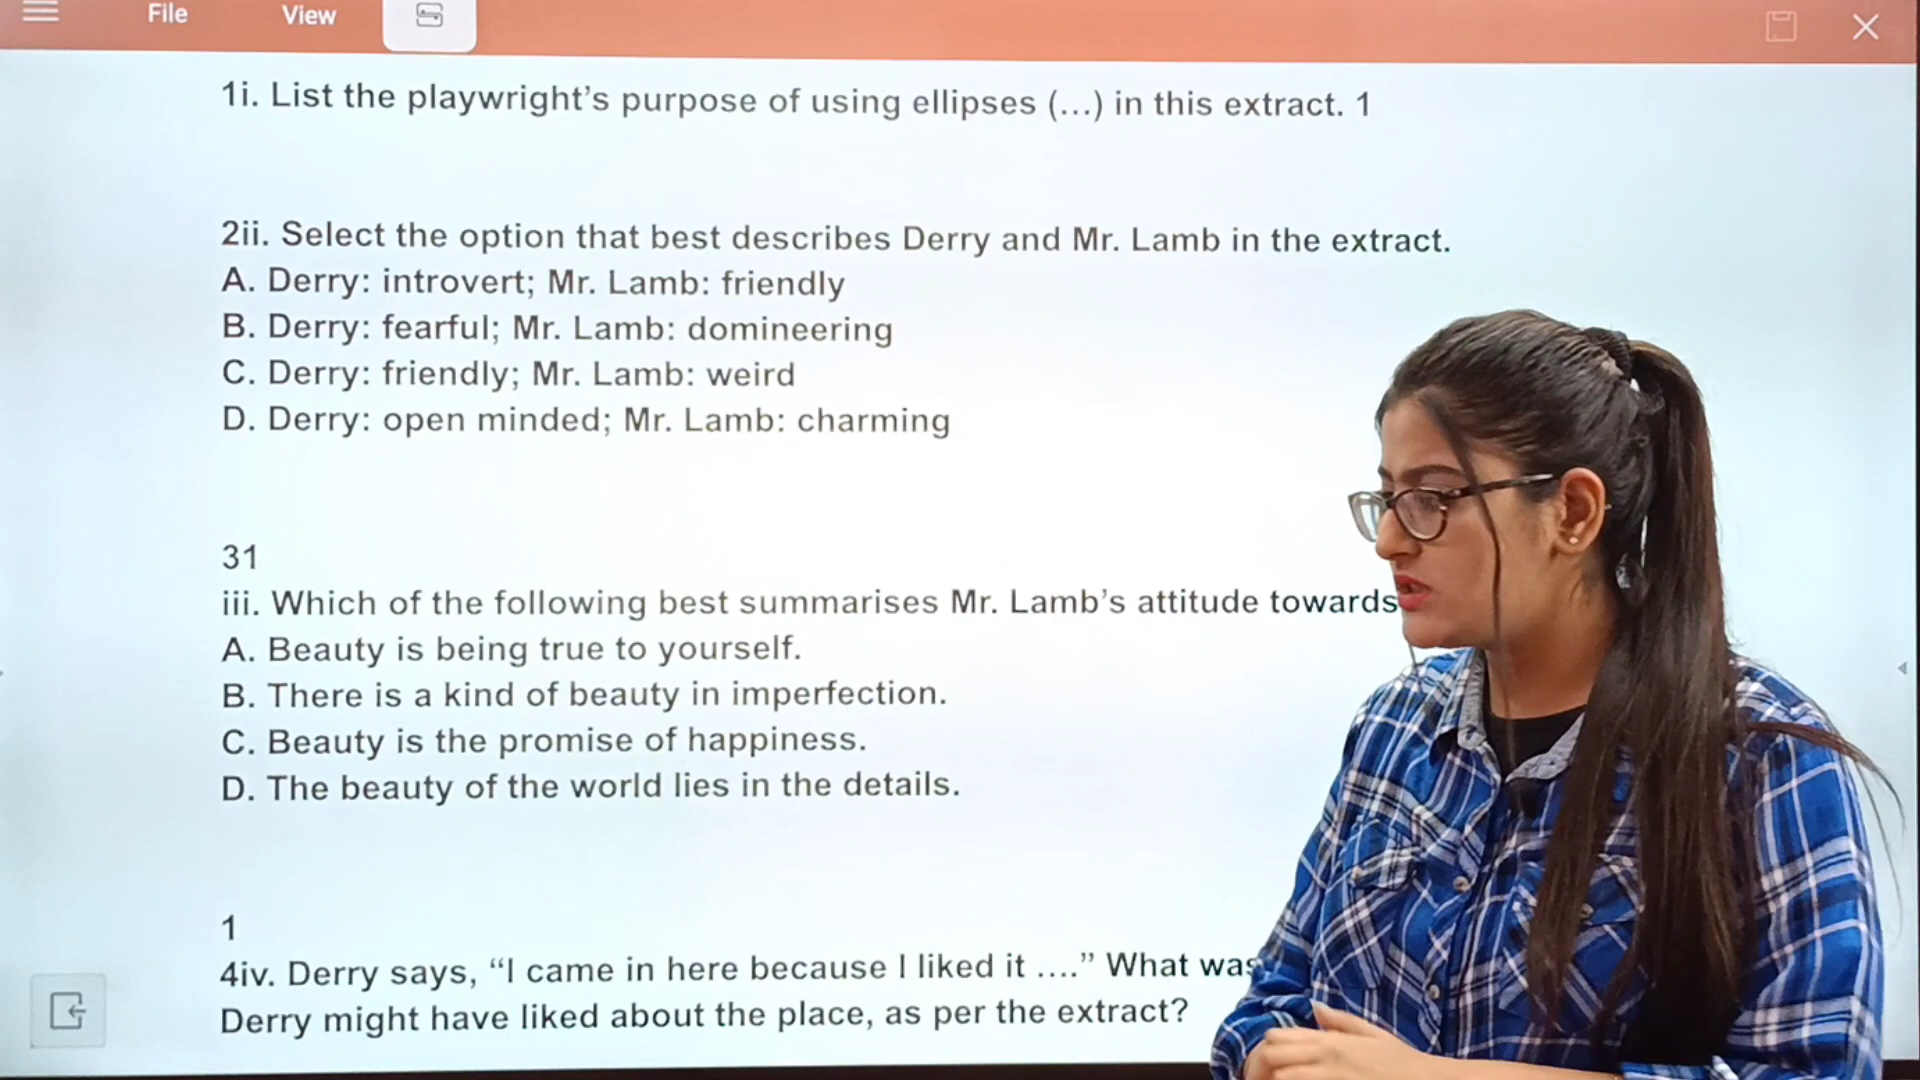 File View
1i. List the playwright’s purpose of using ellipses (...) in this extract. 1
2ii. Select the option that best describes Derry and Mr. Lamb in the extract.
A. Derry: introvert; Mr. Lamb: friendly
B. Derry: fearful; Mr. Lamb: domineering
C. Derry: friendly; Mr. Lamb: weird
D. Derry: open minded; Mr. Lamb: charming
31
iii. Which of the following best summarises Mr. Lamb’s attitude towards
A. Beauty is being true to yourself.
B. There is a kind of beauty in imperfection.
C. Beauty is the promise of happiness.
D. The beauty of the world lies in the details.
1
4iv. Derry says, “I came in here because I liked it ....” What was
Derry might have liked about the place, as per the extract?